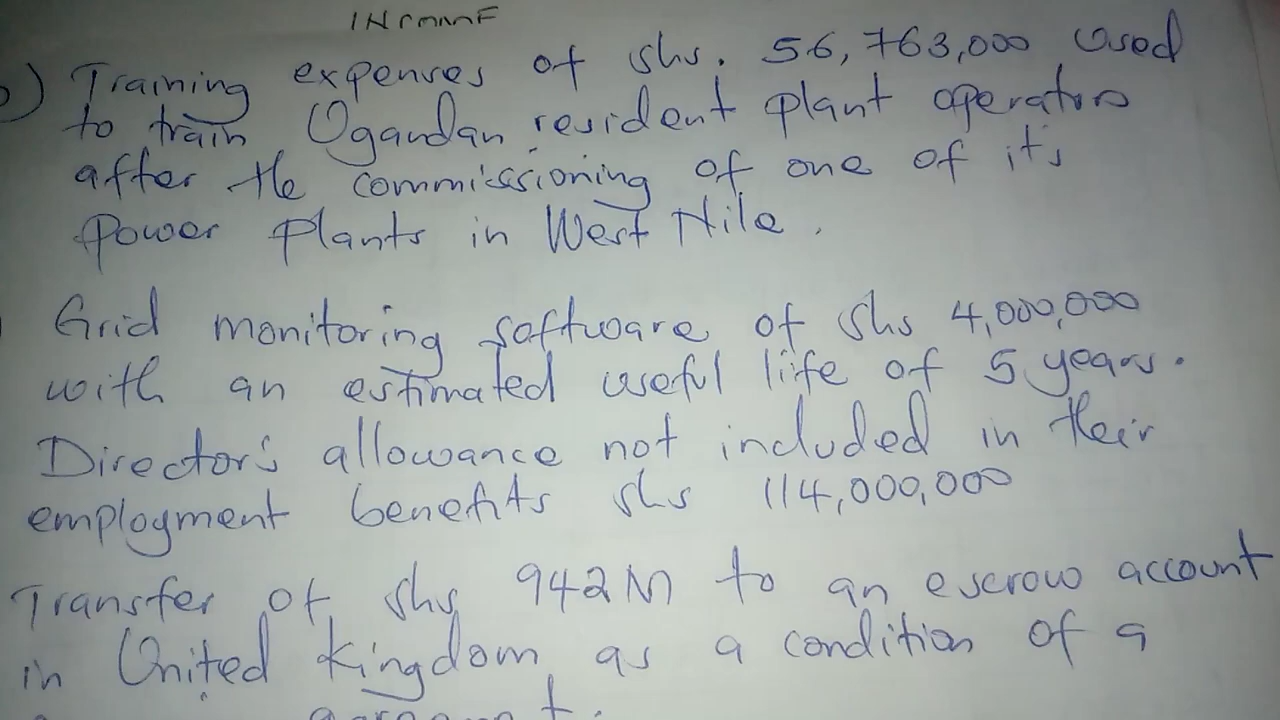 ) Training expenses of shs. 56,763,000 used
to train Ugandan resident plant operators
after the commissioning of one of its
power plants in West Nile.
Grid monitoring software of shs 4,000,000
with an estimated useful life of 5 years.
Director's allowance not included in their
employment benefits shs 114,000,000
Transfer of shs 942M to an escrow account
in United Kingdom as a condition of a